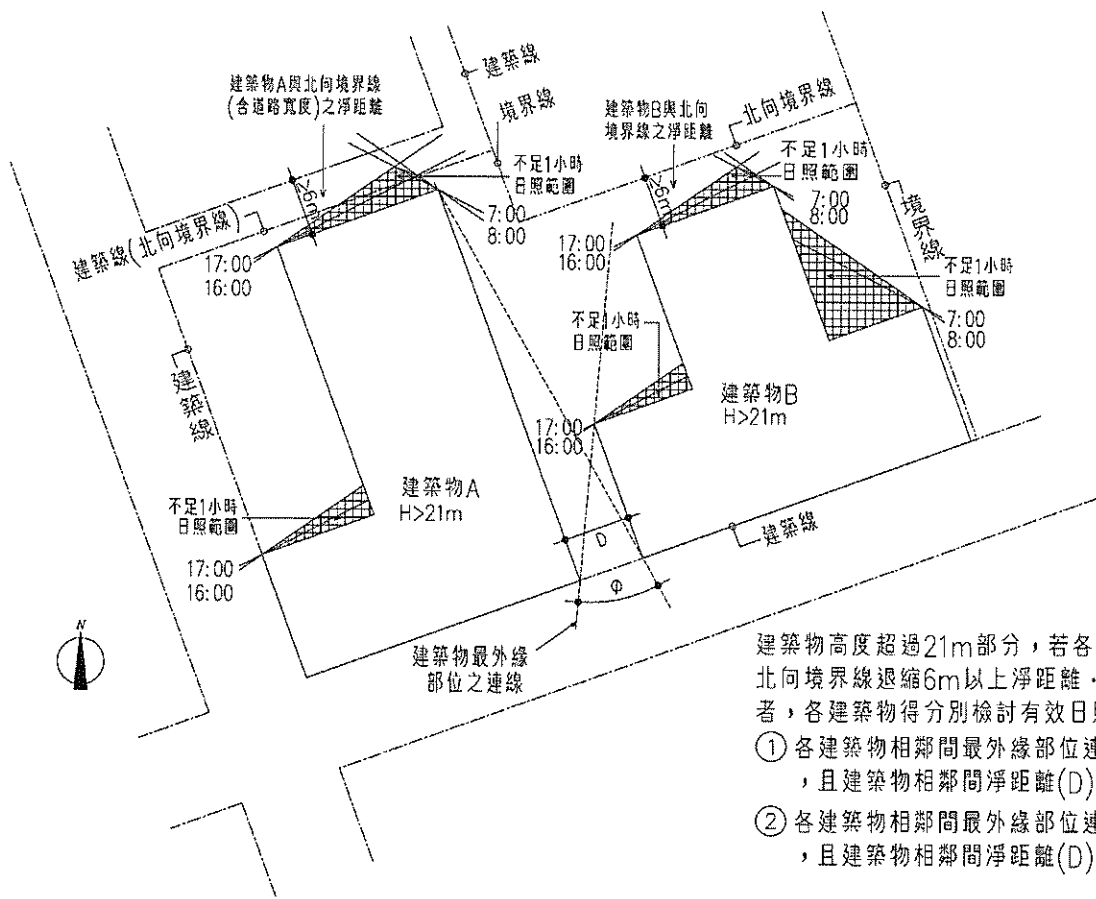 建築線
建築物A與北向境界線
(含道路寬度)之淨距離
境界線
建築物B與北向
境界線之淨距離
北向境界線
不足1小時
日照範圍
不足1小時
日照範圍
≥6m
≥6m
7:00
8:00
7:00
8:00
建築線(北向境界線)
17:00
16:00
17:00
16:00
境界線
不足1小時
日照範圍
7:00
8:00
不足1小時
日照範圍
建築線
建築物B
H>21m
17:00
16:00
建築物A
H>21m
不足1小時
日照範圍
17:00
16:00
D
建築線
Φ
N
建築物最外緣
部位之連線
建築物高度超過21m部分，若各
北向境界線退縮6m以上淨距離．
者，各建築物得分別檢討有效日照
①各建築物相鄰間最外緣部位連
，且建築物相鄰間淨距離(D)
②各建築物相鄰間最外緣部位連
，且建築物相鄰間淨距離(D)